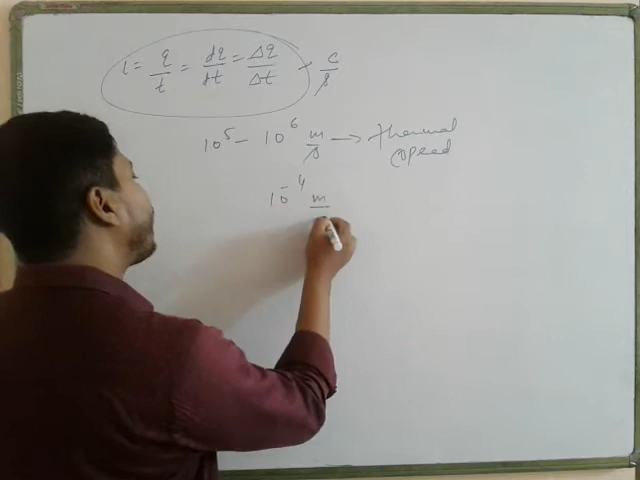 i = q/t = dq/dt = Δq/Δt → C/s
10⁵ – 10⁶ m/s → thermal speed
10⁻⁴ m